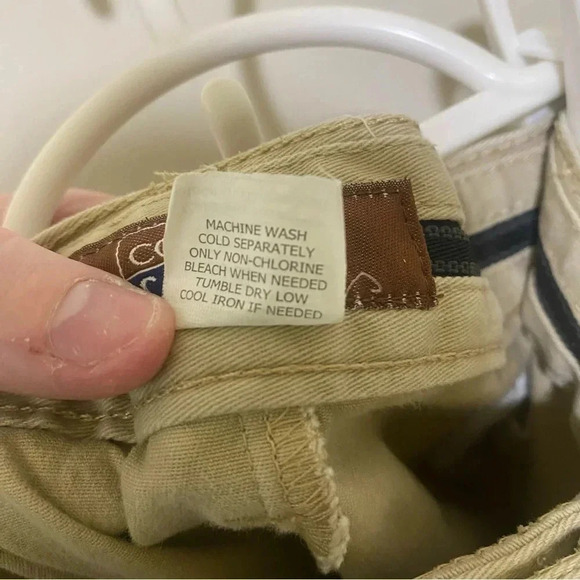 MACHINE WASH
COLD SEPARATELY
ONLY NON-CHLORINE
BLEACH WHEN NEEDED
TUMBLE DRY LOW
COOL IRON IF NEEDED